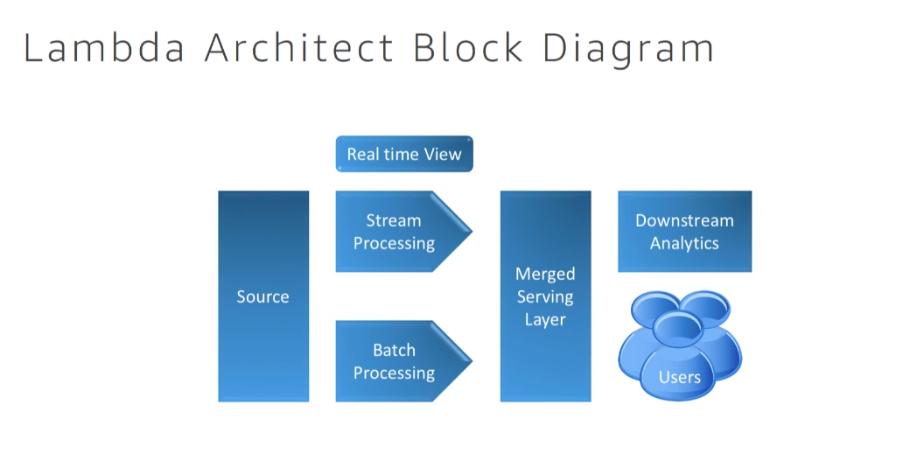 Lambda Architect Block Diagram
Real time View
Stream
Processing
Source
Batch
Processing
Merged
Serving
Layer
Downstream
Analytics
Users